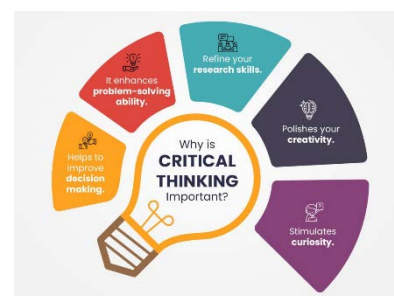 Why is
CRITICAL
THINKING
Important?
Helps to
improve
decision
making.
It enhances
problem-solving
ability.
Refine your
research skills.
Polishes your
creativity.
Stimulates
curiosity.